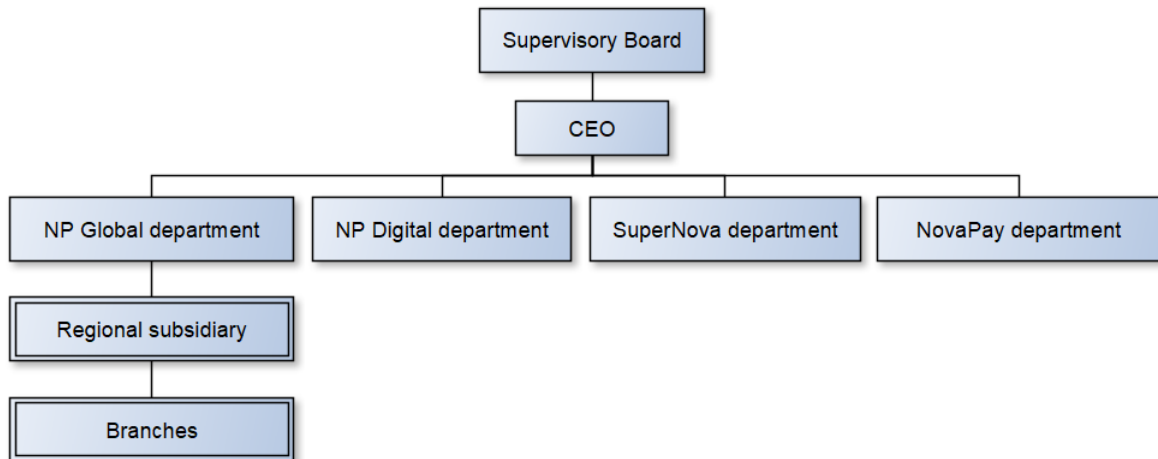 Supervisory Board
CEO
NP Global department
NP Digital department
SuperNova department
NovaPay department
Regional subsidiary
Branches